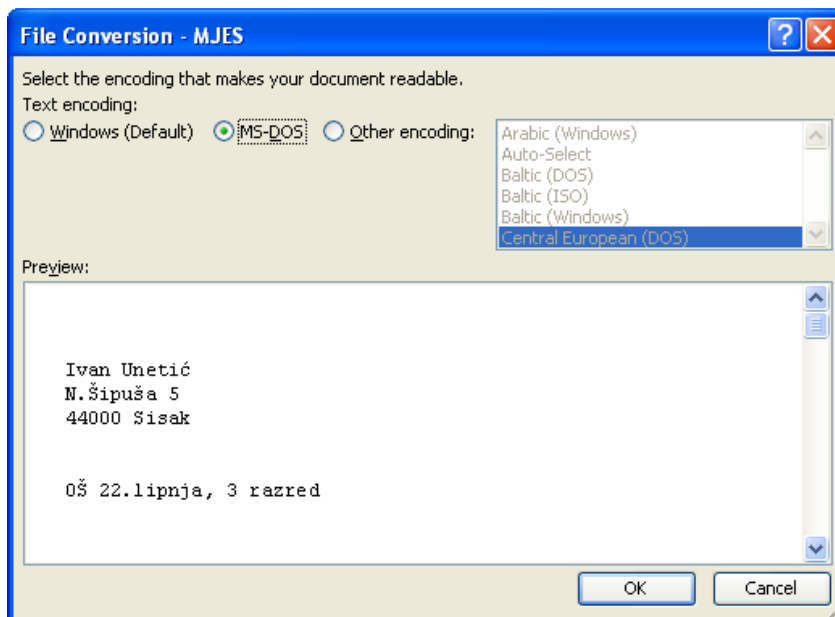 File Conversion - MJES
Select the encoding that makes your document readable.
Text encoding:
Windows (Default) MS-DOS Other encoding:
Arabic (Windows)
Auto-Select
Baltic (DOS)
Baltic (ISO)
Baltic (Windows)
Central European (DOS)
Preview:
Ivan Unetić
N.Šipuša 5
44000 Sisak
OŠ 22.lipnja, 3 razred
OK Cancel